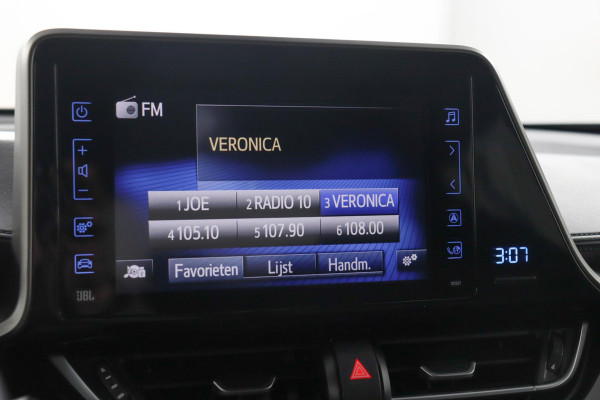 FM
VERONICA
1 JOE 2 RADIO 10 3 VERONICA
4 105.10 5 107.90 6 108.00
Favorieten Lijst Handm.
3:07
JBL